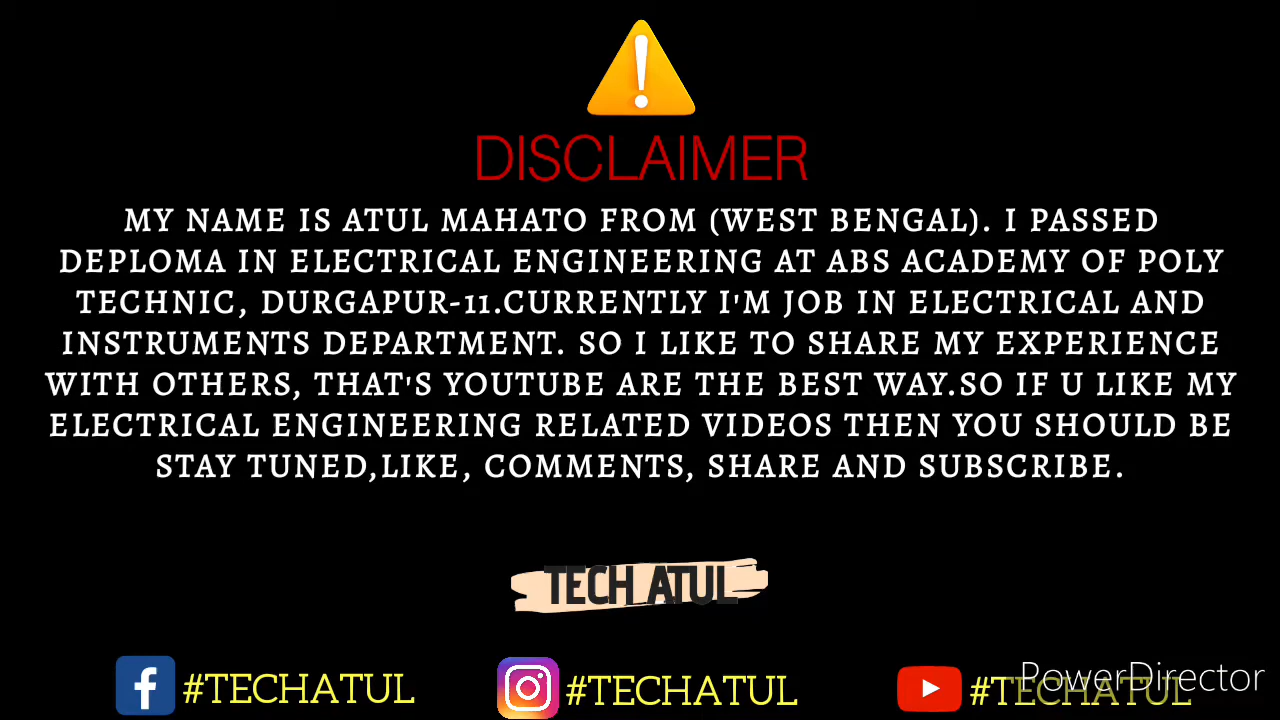 DISCLAIMER
MY NAME IS ATUL MAHATO FROM (WEST BENGAL). I PASSED
DEPLOMA IN ELECTRICAL ENGINEERING AT ABS ACADEMY OF POLY
TECHNIC, DURGAPUR-11.CURRENTLY I'M JOB IN ELECTRICAL AND
INSTRUMENTS DEPARTMENT. SO I LIKE TO SHARE MY EXPERIENCE
WITH OTHERS, THAT'S YOUTUBE ARE THE BEST WAY.SO IF U LIKE MY
ELECTRICAL ENGINEERING RELATED VIDEOS THEN YOU SHOULD BE
STAY TUNED,LIKE, COMMENTS, SHARE AND SUBSCRIBE.
TECH ATUL
#TECHATUL #TECHATUL #TECHATUL
PowerDirector